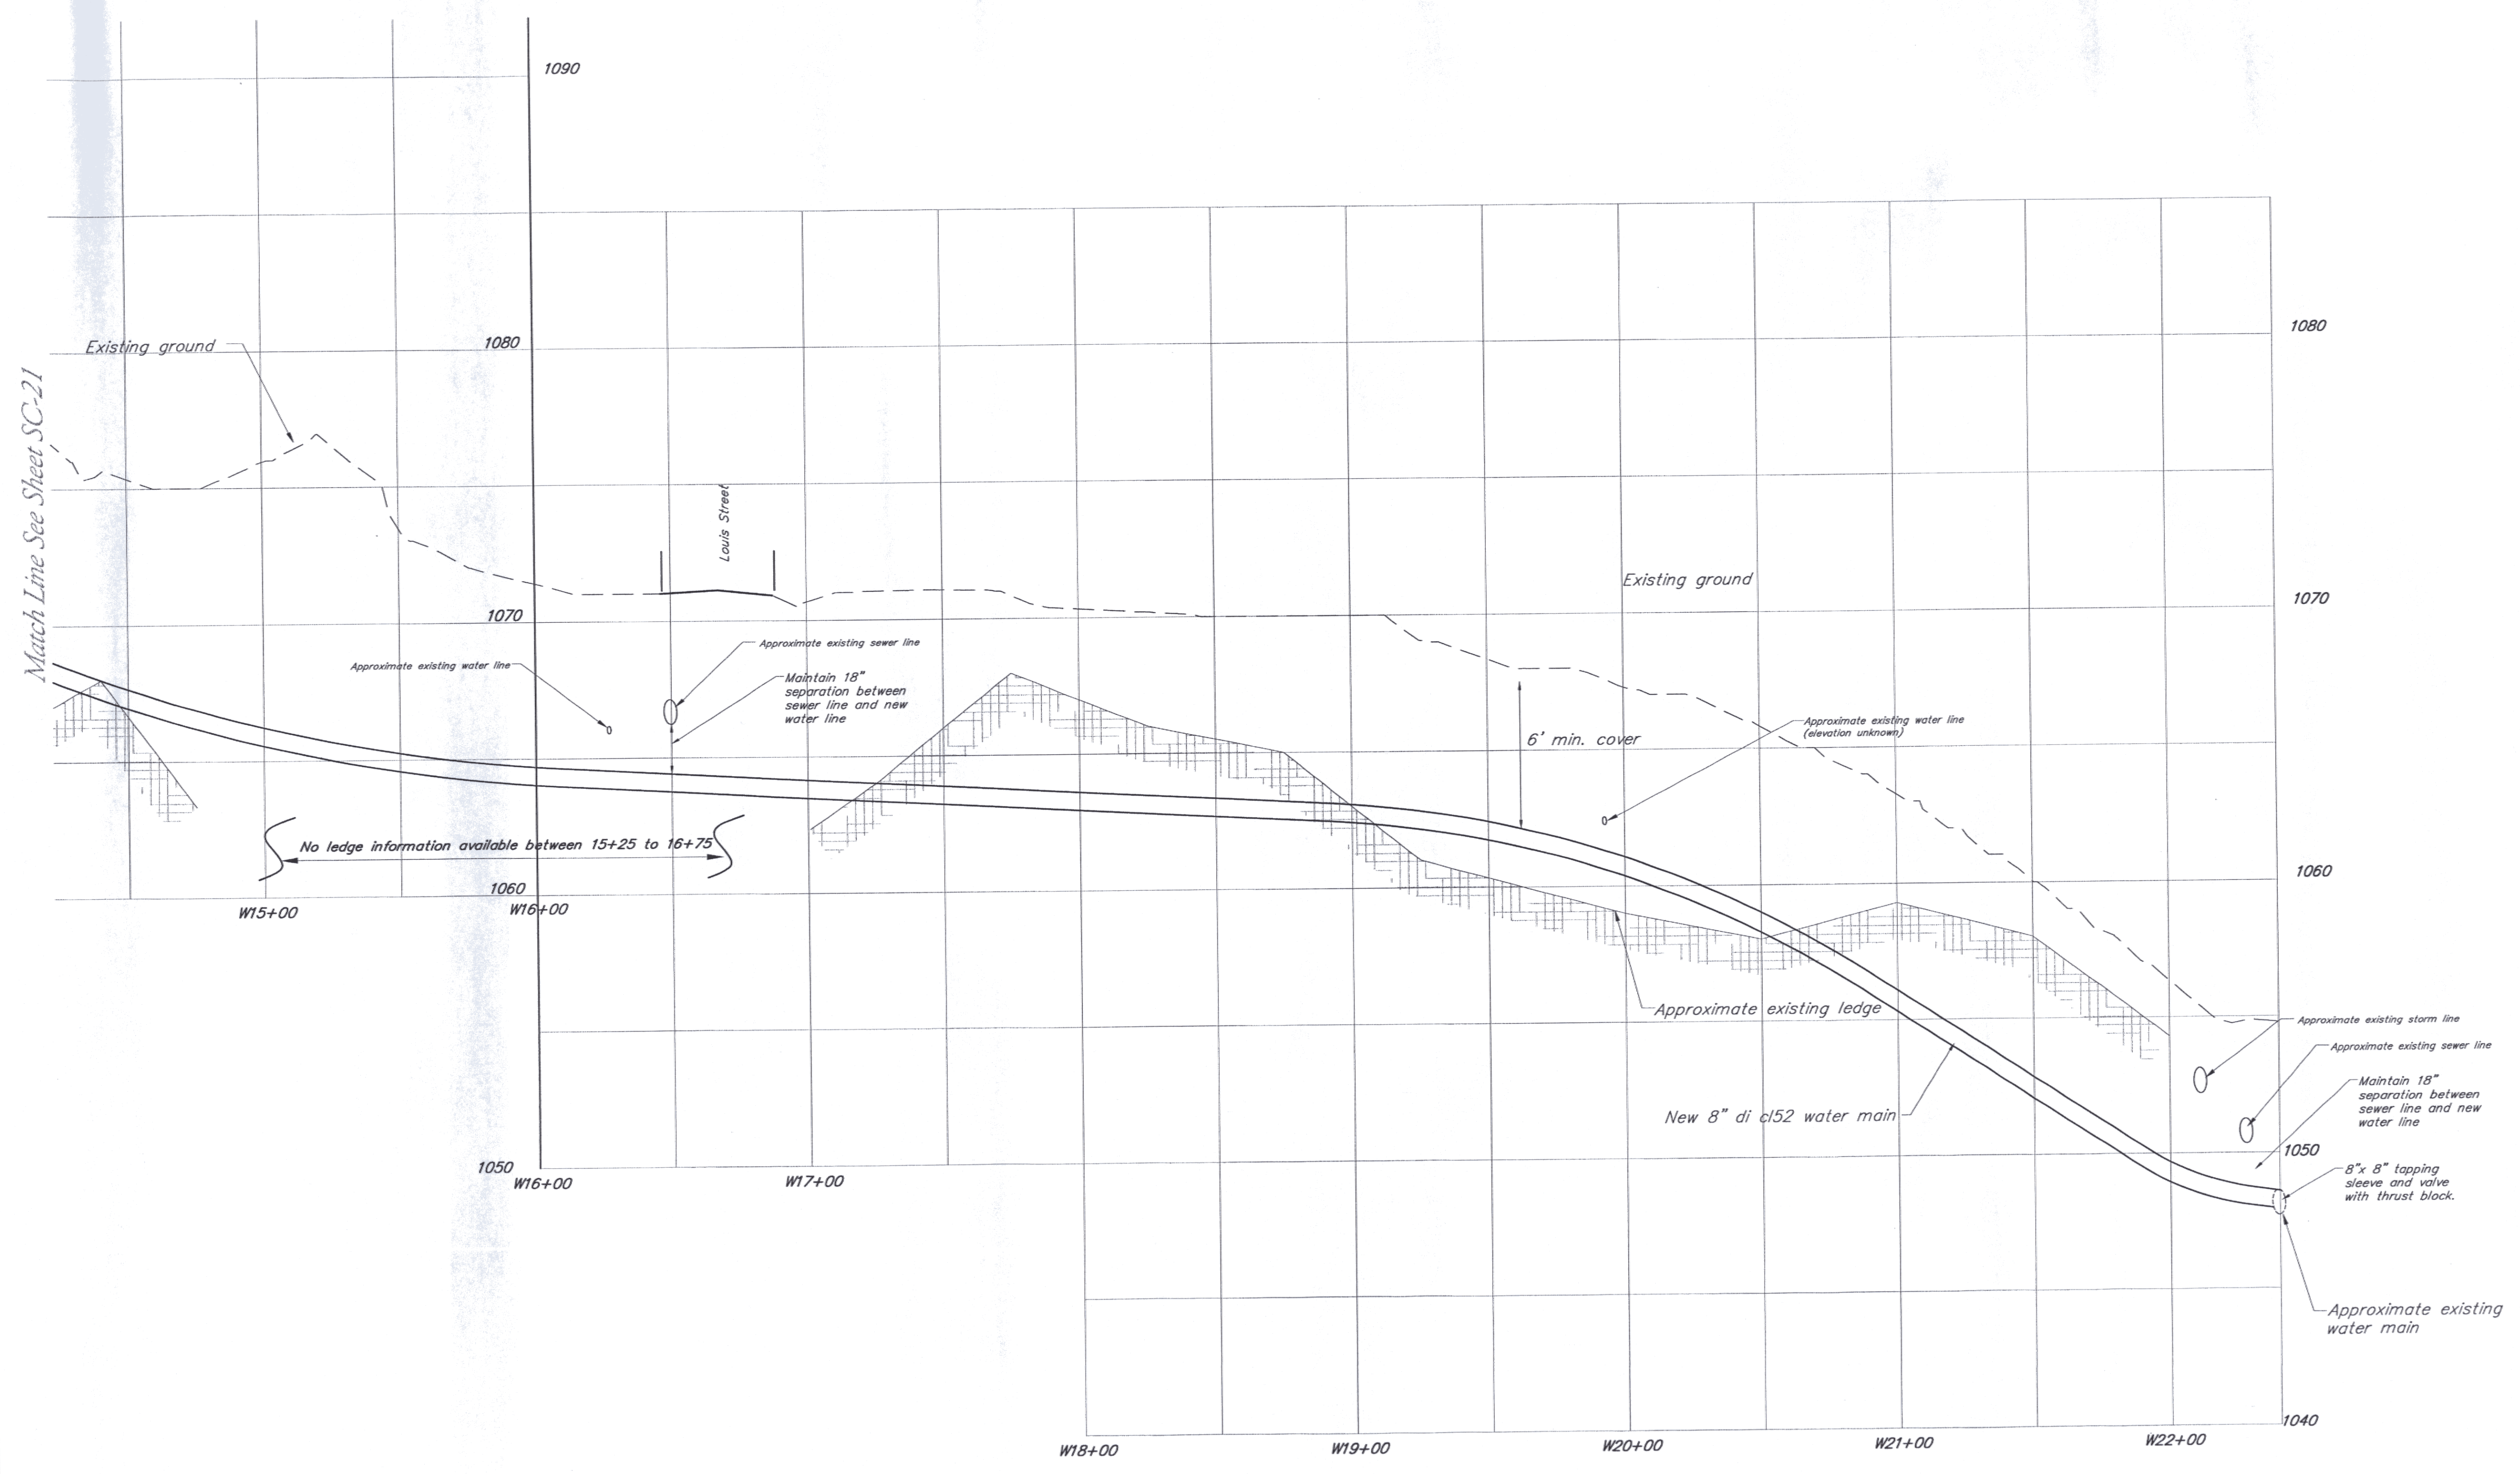 1090
1080
Existing ground
1080
Match Line See Sheet SC-21
Louis Street
Existing ground
1070
1070
Approximate existing sewer line
Approximate existing water line
Maintain 18"
separation between
sewer line and new
water line
Approximate existing water line
(elevation unknown)
6' min. cover
No ledge information available between 15+25 to 16+75
1060
1060
W15+00
W16+00
Approximate existing ledge
Approximate existing storm line
Approximate existing sewer line
Maintain 18"
separation between
sewer line and new
water line
New 8" di cl52 water main
1050
1050
8"x 8" tapping
sleeve and valve
with thrust block.
W16+00
W17+00
Approximate existing
water main
1040
W18+00
W19+00
W20+00
W21+00
W22+00